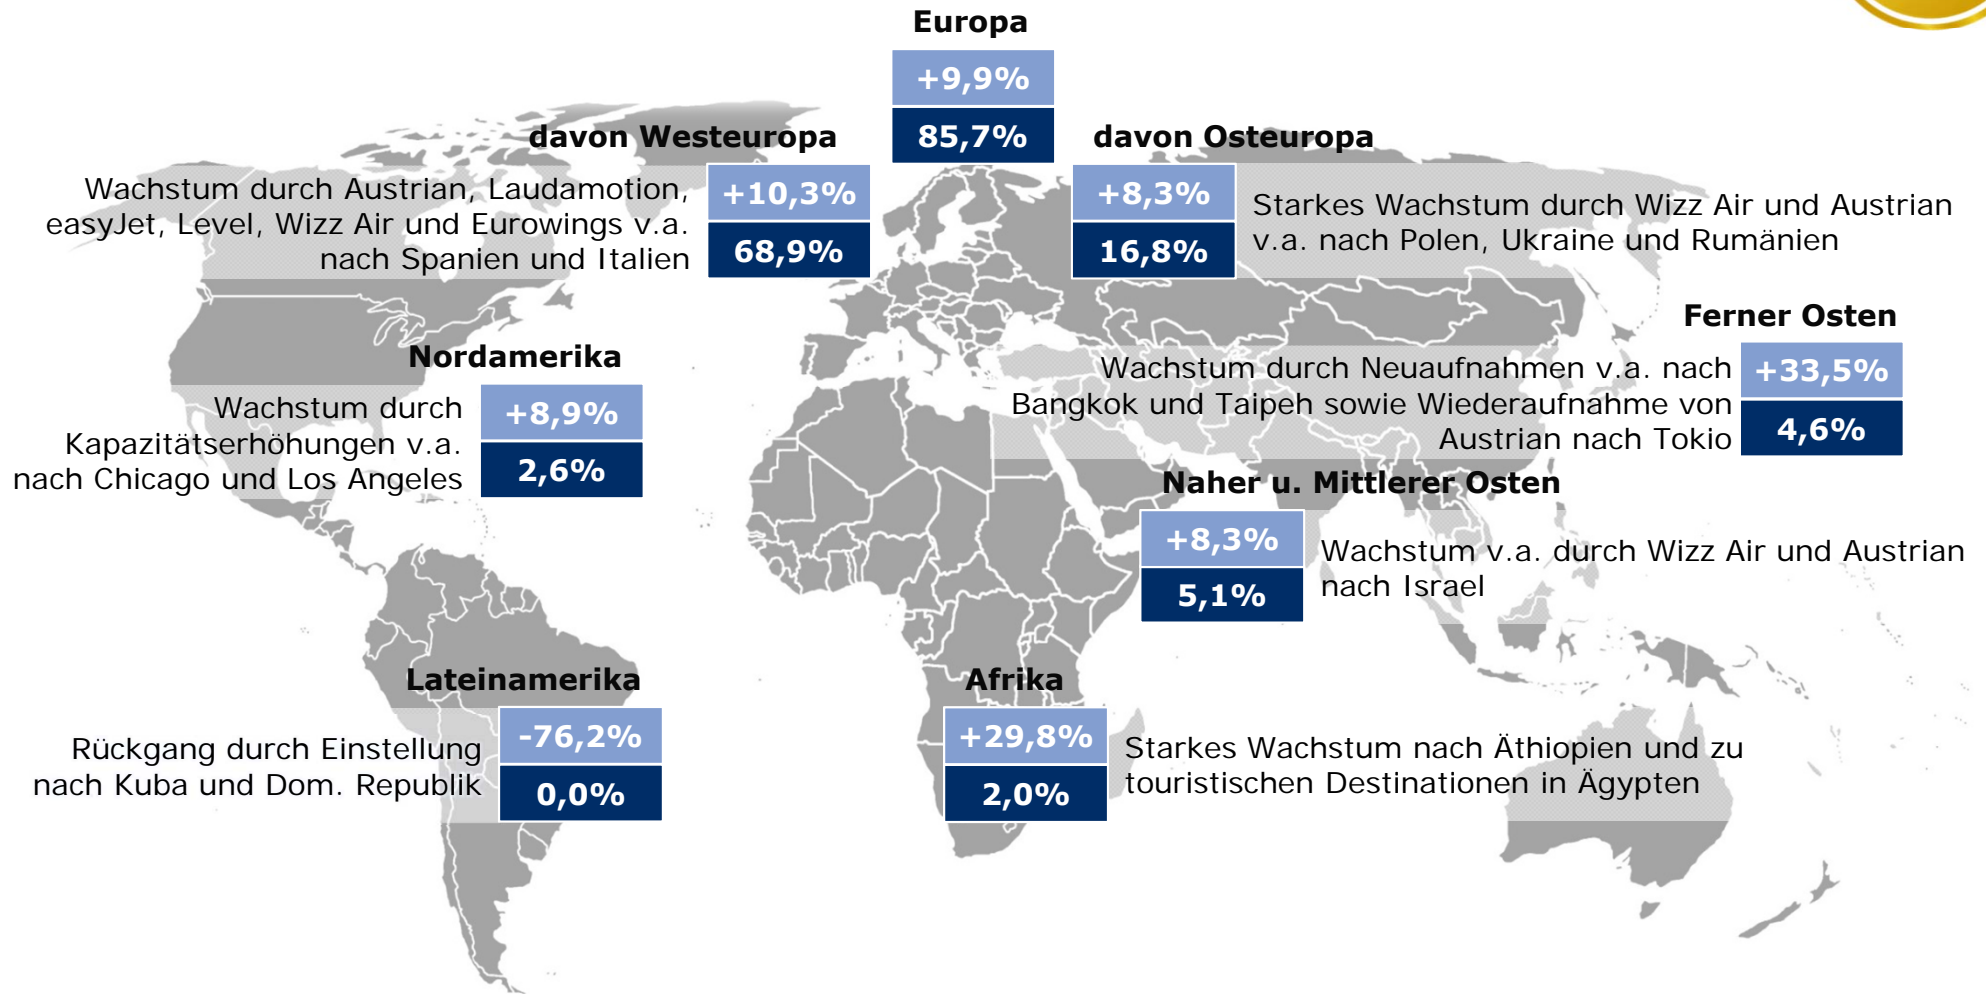 Europa
+9,9%
85,7%
davon Westeuropa
Wachstum durch Austrian, Laudamotion,
easyJet, Level, Wizz Air und Eurowings v.a.
nach Spanien und Italien
+10,3%
68,9%
davon Osteuropa
+8,3%
16,8%
Starkes Wachstum durch Wizz Air und Austrian
v.a. nach Polen, Ukraine und Rumänien
Ferner Osten
Wachstum durch Neuaufnahmen v.a. nach
Bangkok und Taipeh sowie Wiederaufnahme von
Austrian nach Tokio
+33,5%
4,6%
Nordamerika
Wachstum durch
Kapazitätserhöhungen v.a.
nach Chicago und Los Angeles
+8,9%
2,6%
Naher u. Mittlerer Osten
+8,3%
5,1%
Wachstum v.a. durch Wizz Air und Austrian
nach Israel
Lateinamerika
Rückgang durch Einstellung
nach Kuba und Dom. Republik
-76,2%
0,0%
Afrika
+29,8%
2,0%
Starkes Wachstum nach Äthiopien und zu
touristischen Destinationen in Ägypten